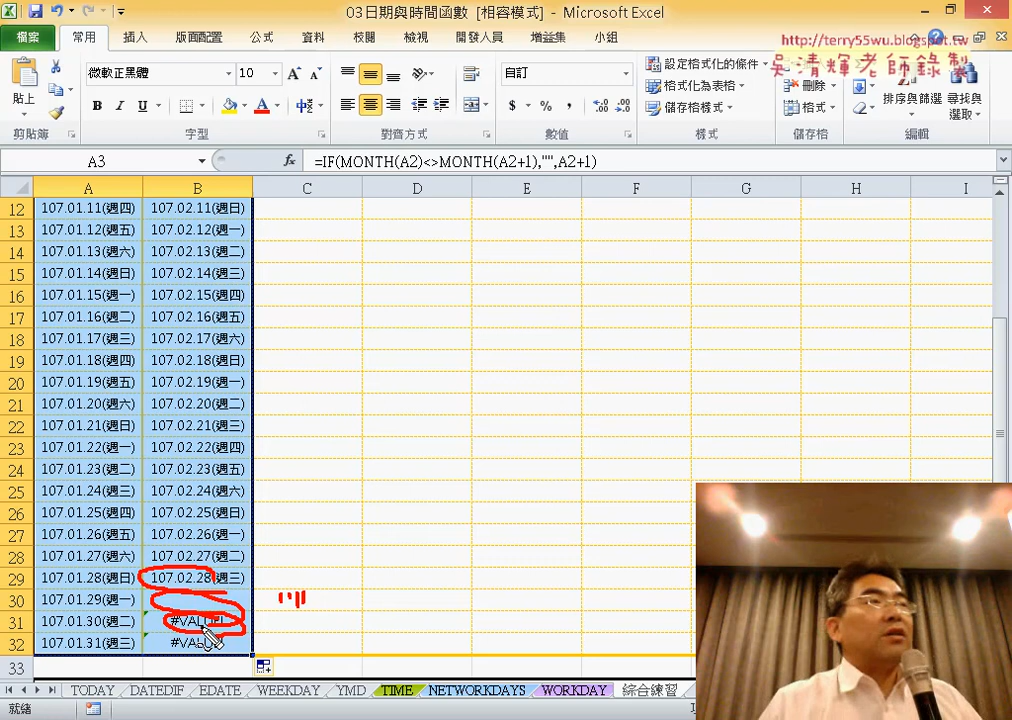 03日期與時間函數 [相容模式] - Microsoft Excel
檔案 常用 插入 版面配置 公式 資料 校閱 檢視 開發人員 增益集 小組
http://terry55wu.blogspot.tw
吳清輝老師錄製
貼上
微軟正黑體 10
B I U
中
自訂
$ % ,
設定格式化的條件
格式化為表格
儲存格樣式
刪除
格式
排序與篩選 尋找與選取
剪貼簿 字型 對齊方式 數值 樣式 儲存格 編輯
A3 fx =IF(MONTH(A2)<>MONTH(A2+1),"",A2+1)
A B C D E F G H I
12 107.01.11(週四) 107.02.11(週日)
13 107.01.12(週五) 107.02.12(週一)
14 107.01.13(週六) 107.02.13(週二)
15 107.01.14(週日) 107.02.14(週三)
16 107.01.15(週一) 107.02.15(週四)
17 107.01.16(週二) 107.02.16(週五)
18 107.01.17(週三) 107.02.17(週六)
19 107.01.18(週四) 107.02.18(週日)
20 107.01.19(週五) 107.02.19(週一)
21 107.01.20(週六) 107.02.20(週二)
22 107.01.21(週日) 107.02.21(週三)
23 107.01.22(週一) 107.02.22(週四)
24 107.01.23(週二) 107.02.23(週五)
25 107.01.24(週三) 107.02.24(週六)
26 107.01.25(週四) 107.02.25(週日)
27 107.01.26(週五) 107.02.26(週一)
28 107.01.27(週六) 107.02.27(週二)
29 107.01.28(週日) 107.02.28(週三)
30 107.01.29(週一)
31 107.01.30(週二) #VALUE!
32 107.01.31(週三)
33
TODAY DATEDIF EDATE WEEKDAY YMD TIME NETWORKDAYS WORKDAY 綜合練習
就緒